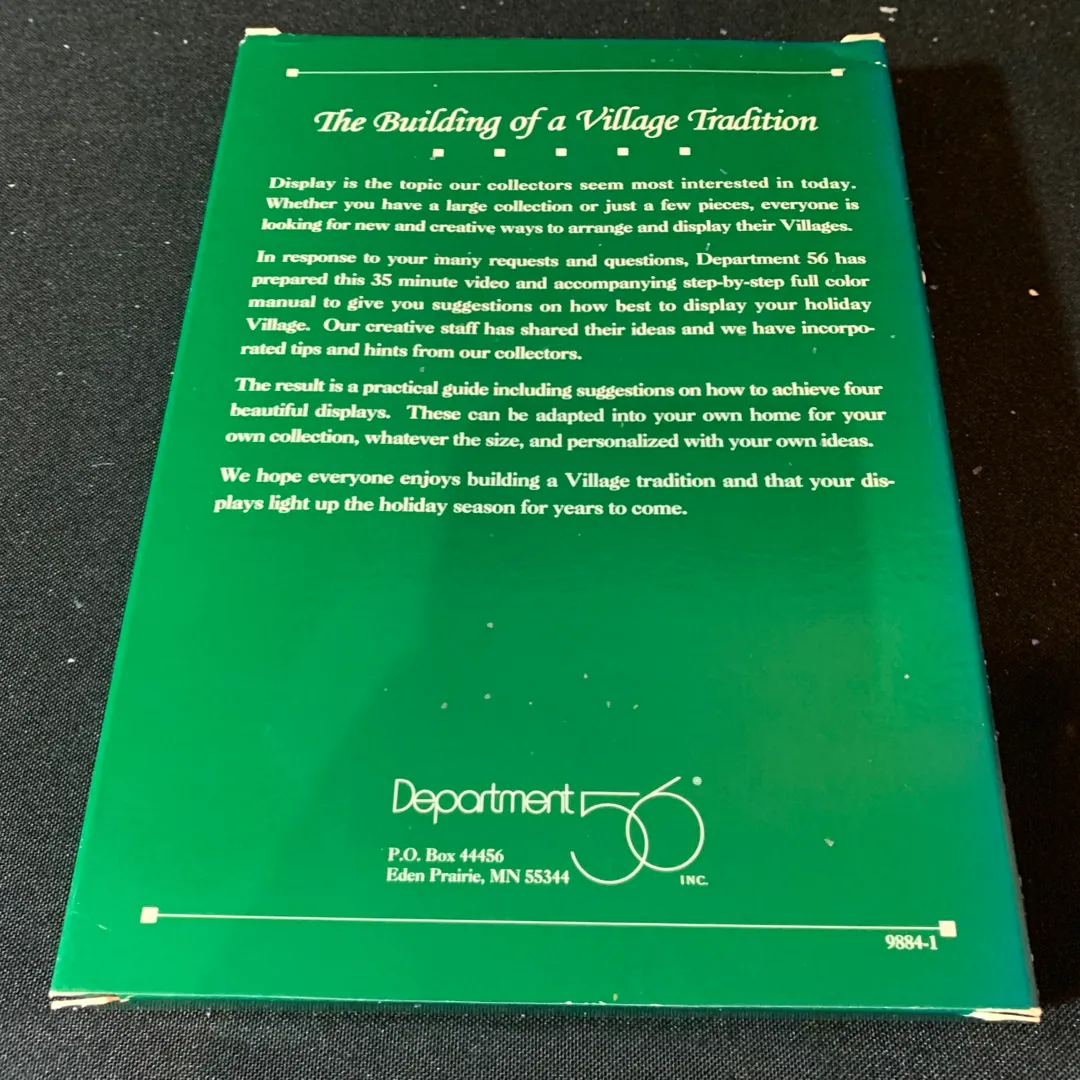 The Building of a Village Tradition
Display is the topic our collectors seem most interested in today.
Whether you have a large collection or just a few pieces, everyone is
looking for new and creative ways to arrange and display their Villages.
In response to your many requests and questions, Department 56 has
prepared this 35 minute video and accompanying step-by-step full color
manual to give you suggestions on how best to display your holiday
Village. Our creative staff has shared their ideas and we have incorpo-
rated tips and hints from our collectors.
The result is a practical guide including suggestions on how to achieve four
beautiful displays. These can be adapted into your own home for your
own collection, whatever the size, and personalized with your own ideas.
We hope everyone enjoys building a Village tradition and that your dis-
plays light up the holiday season for years to come.
Department 56 ®
P.O. Box 44456
Eden Prairie, MN 55344
INC.
9884-1